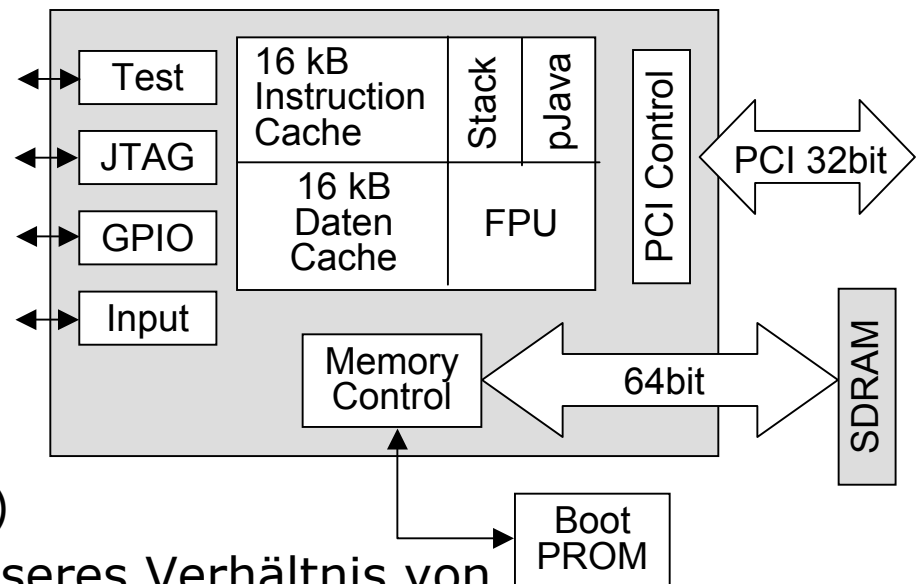 Test
JTAG
GPIO
Input
16 kB
Instruction
Cache
Stack
pJava
16 kB
Daten
Cache
FPU
PCI Control
PCI 32bit
Memory
Control
64bit
SDRAM
Boot
PROM
)
seres Verhältnis von